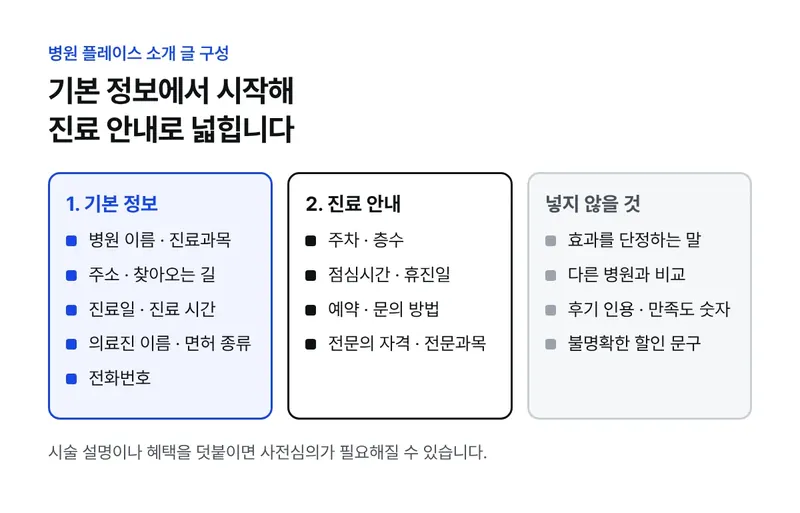 병원 플레이스 소개 글 구성
기본 정보에서 시작해
진료 안내로 넓힙니다
1. 기본 정보
병원 이름 · 진료과목
주소 · 찾아오는 길
진료일 · 진료 시간
의료진 이름 · 면허 종류
전화번호
2. 진료 안내
주차 · 층수
점심시간 · 휴진일
예약 · 문의 방법
전문의 자격 · 전문과목
넣지 않을 것
효과를 단정하는 말
다른 병원과 비교
후기 인용 · 만족도 숫자
불명확한 할인 문구
시술 설명이나 혜택을 덧붙이면 사전심의가 필요해질 수 있습니다.